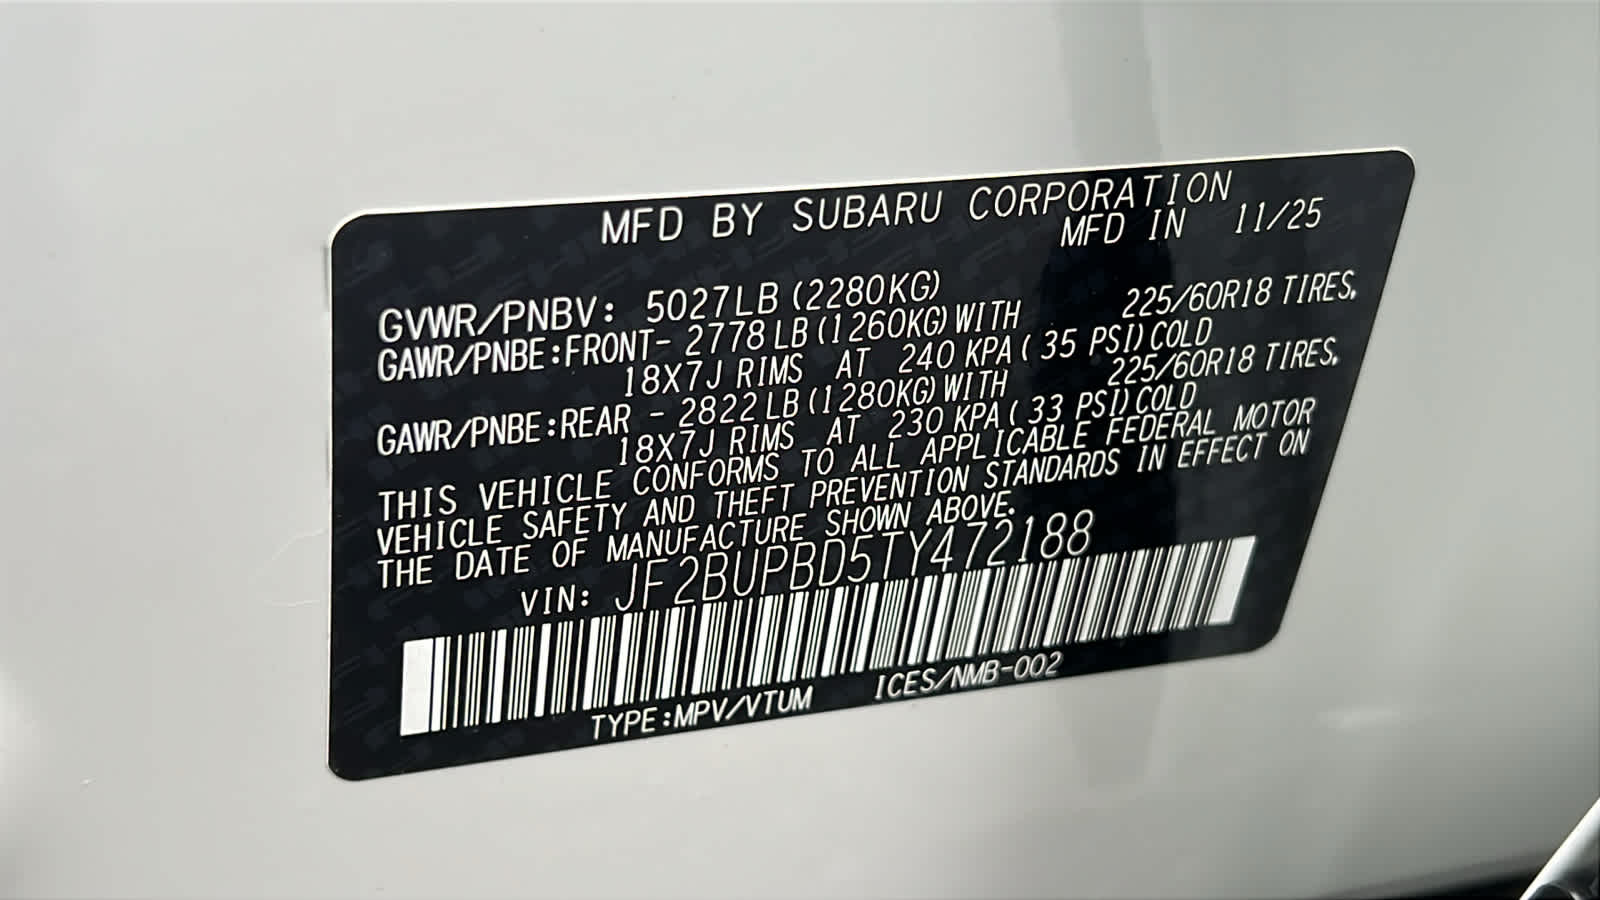 MFD BY SUBARU CORPORATION
MFD IN 11/25
GVWR/PNBV: 5027LB (2280KG)
GAWR/PNBE:FRONT- 2778 LB (1260KG) WITH 225/60R18 TIRES,
18X7J RIMS AT 240 KPA ( 35 PSI) COLD
GAWR/PNBE:REAR - 2822 LB (1280KG) WITH 225/60R18 TIRES,
18X7J RIMS AT 230 KPA ( 33 PSI) COLD
THIS VEHICLE CONFORMS TO ALL APPLICABLE FEDERAL MOTOR
VEHICLE SAFETY AND THEFT PREVENTION STANDARDS IN EFFECT ON
THE DATE OF MANUFACTURE SHOWN ABOVE.
VIN: JF2BUPBD5TY472188
TYPE:MPV/VTUM ICES/NMB-002